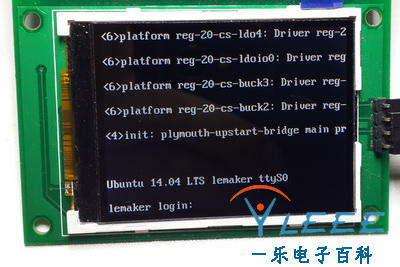 <6>platform reg-20-cs-ldo4: Driver reg-2
<6>platform reg-20-cs-ldoio0: Driver reg
<6>platform reg-20-cs-buck3: Driver reg-
<6>platform reg-20-cs-buck2: Driver reg-
<4>init: plymouth-upstart-bridge main pr
Ubuntu 14.04 LTS lemaker ttyS0
lemaker login:
YLEEE
一乐电子百科